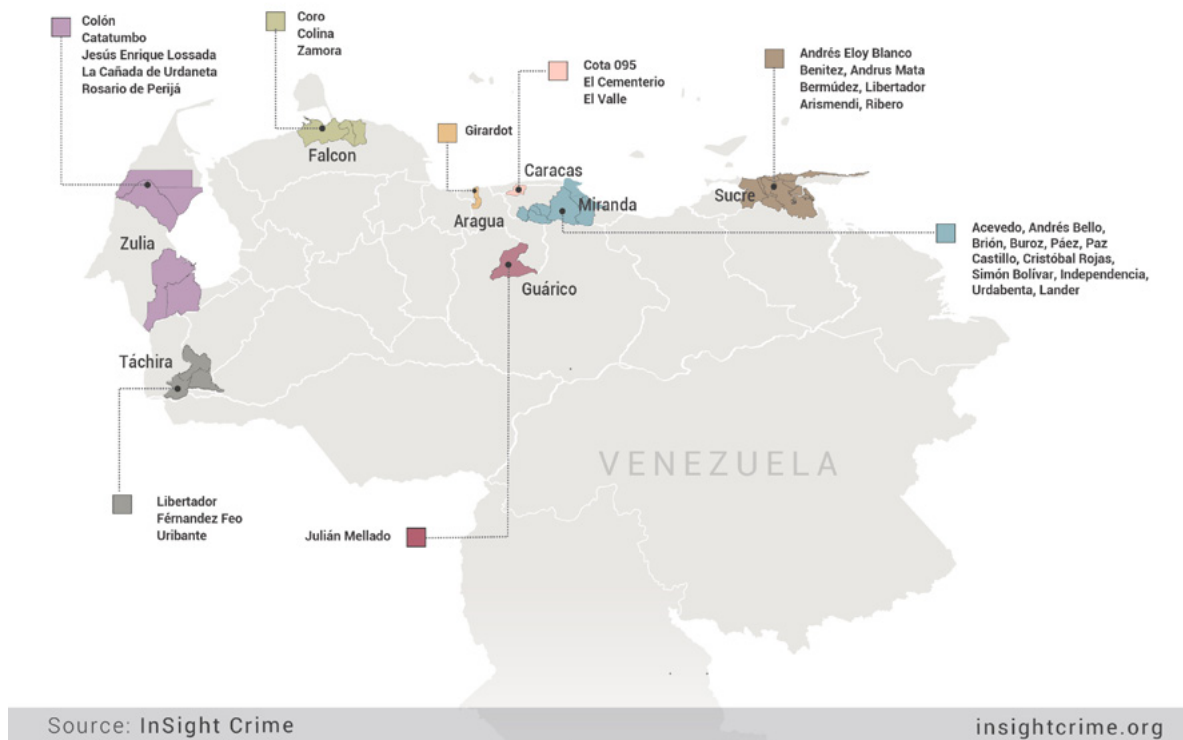 Colón
Catatumbo
Jesús Enrique Lossada
La Cañada de Urdaneta
Rosario de Perijá
Coro
Colina
Zamora
Cota 095
El Cementerio
El Valle
Andrés Eloy Blanco
Benitez, Andrus Mata
Bermúdez, Libertador
Arismendi, Ribero
Girardot
Falcon
Caracas
Aragua
Miranda
Sucre
Zulia
Guárico
Acevedo, Andrés Bello,
Brión, Buroz, Páez, Paz
Castillo, Cristóbal Rojas,
Simón Bolívar, Independencia,
Urdabenta, Lander
Táchira
VENEZUELA
Libertador
Férnandez Feo
Uribante
Julián Mellado
Source: InSight Crime
insightcrime.org